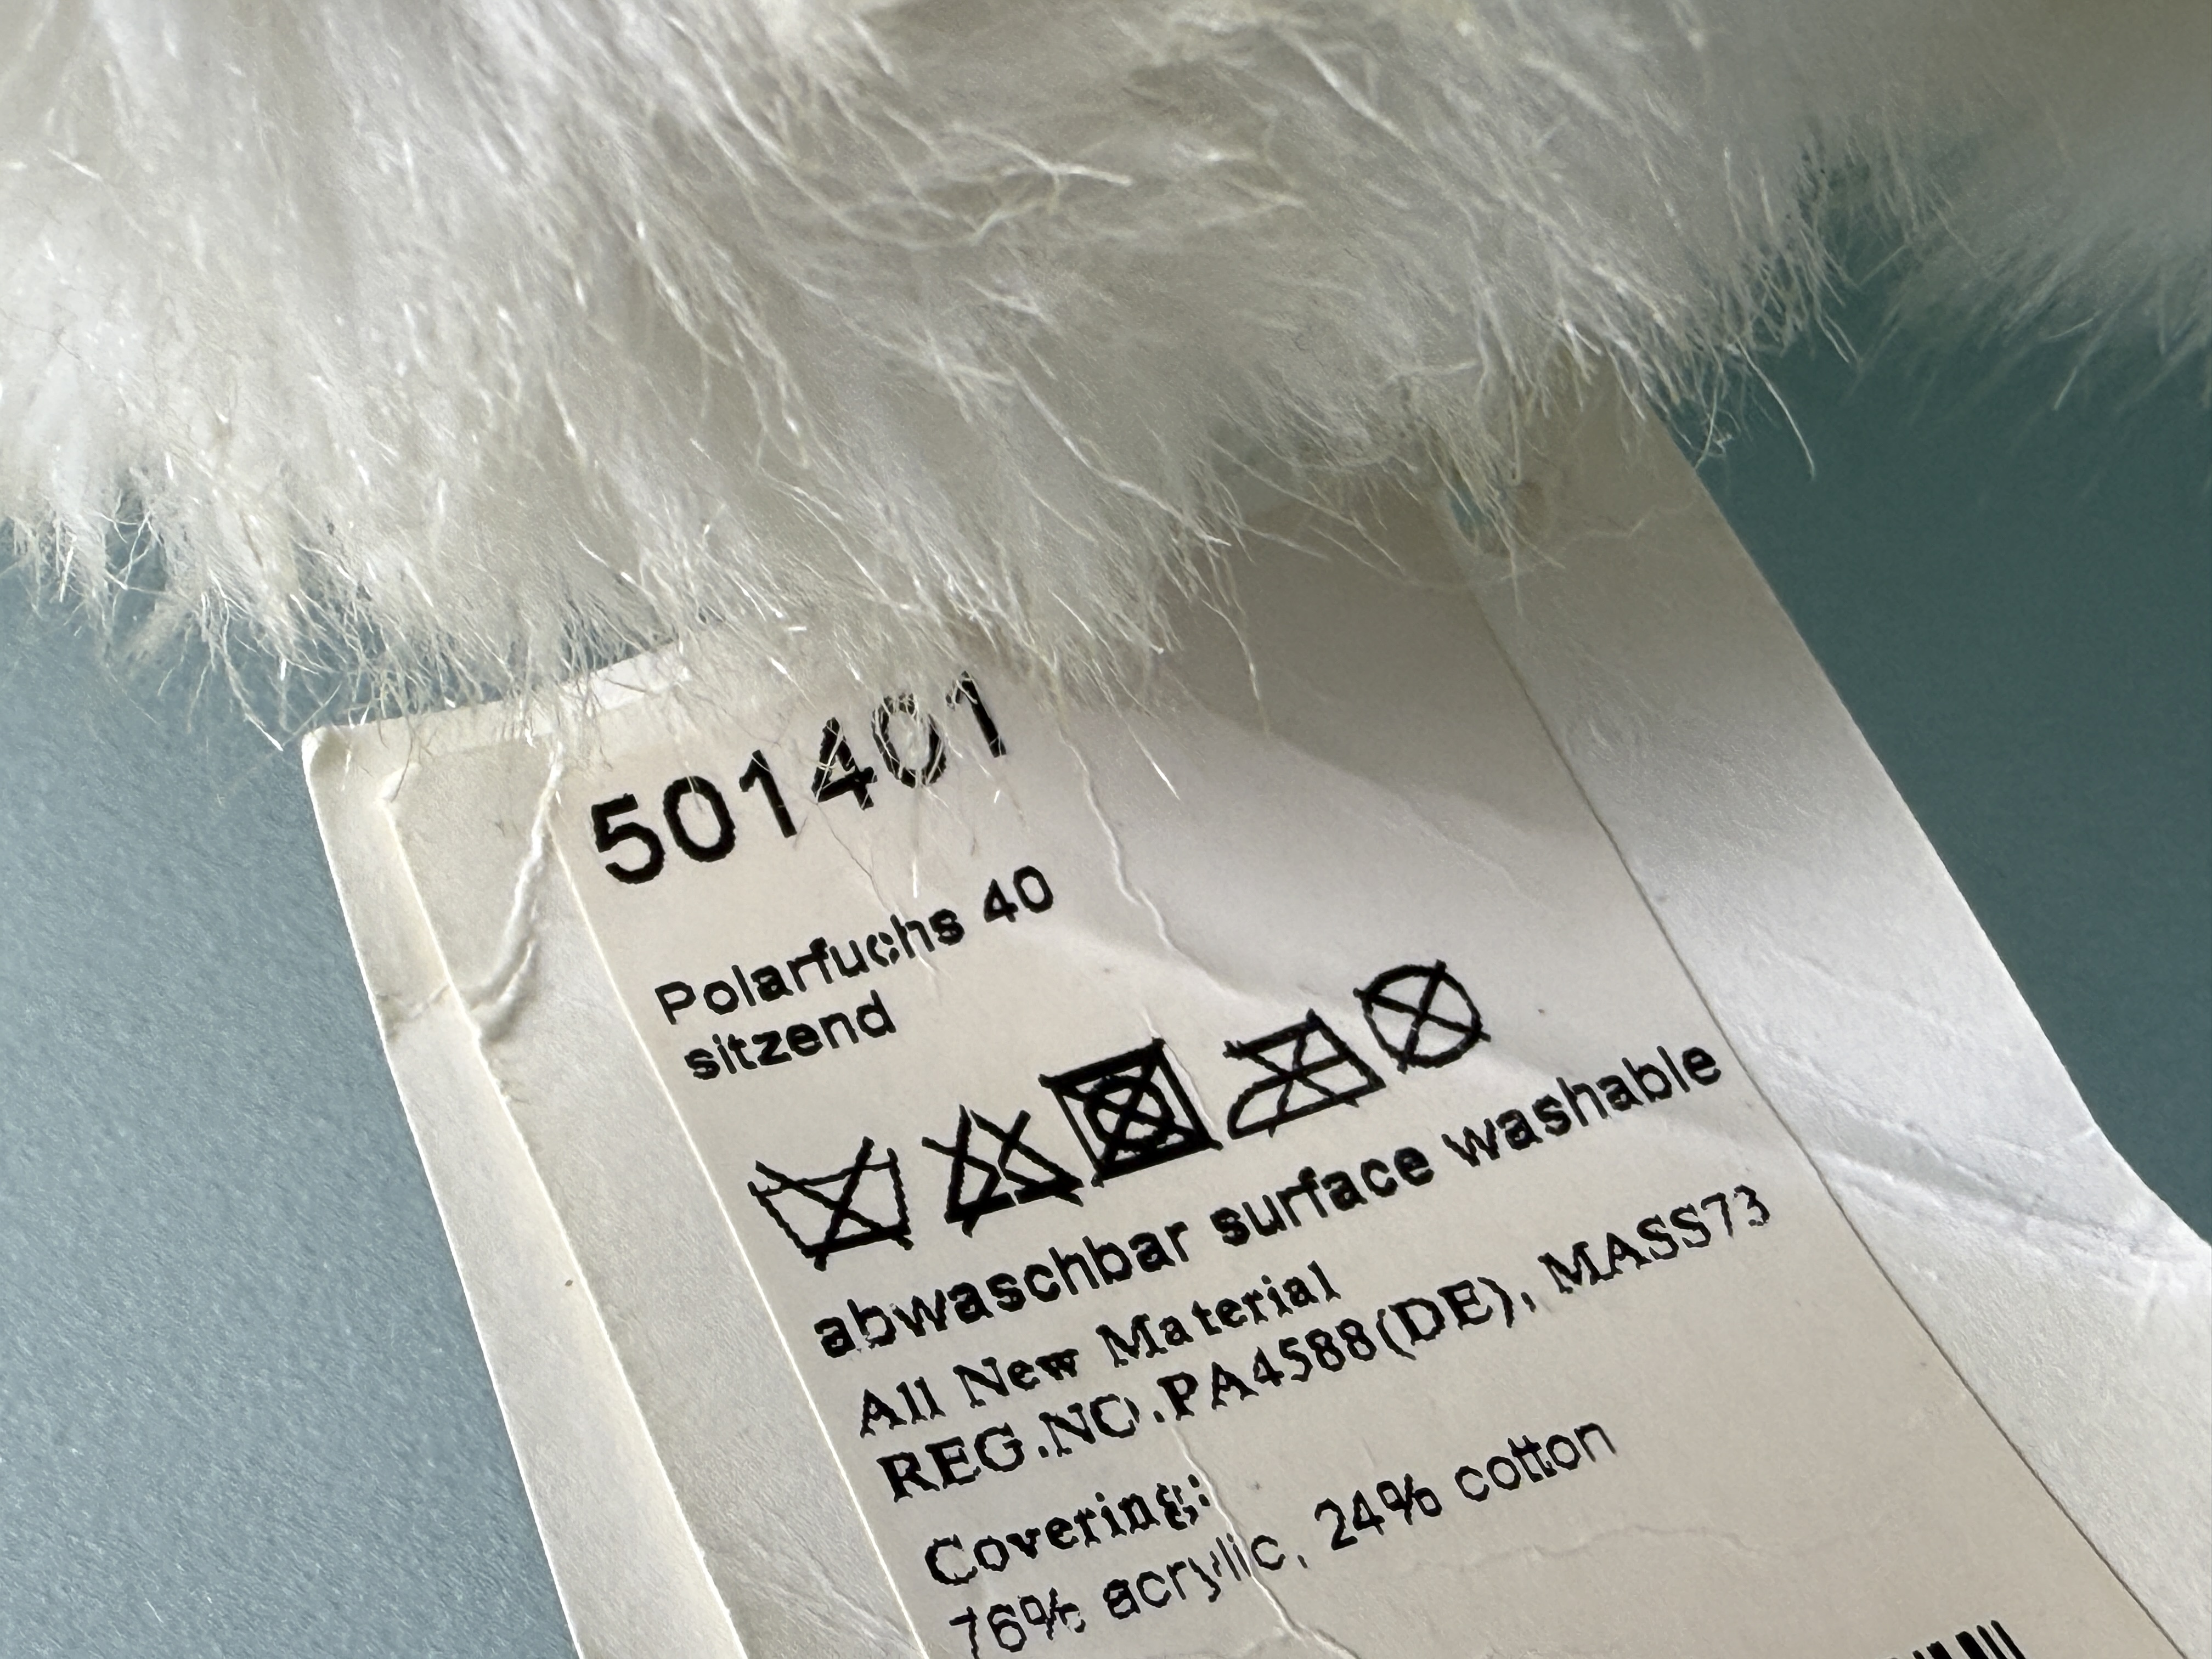 501401
Polarfuchs 40
sitzend
abwaschbar surface washable
All New Material
REG.NO.PA4588(DE), MASS73
Covering:
76% acrylic, 24% cotton